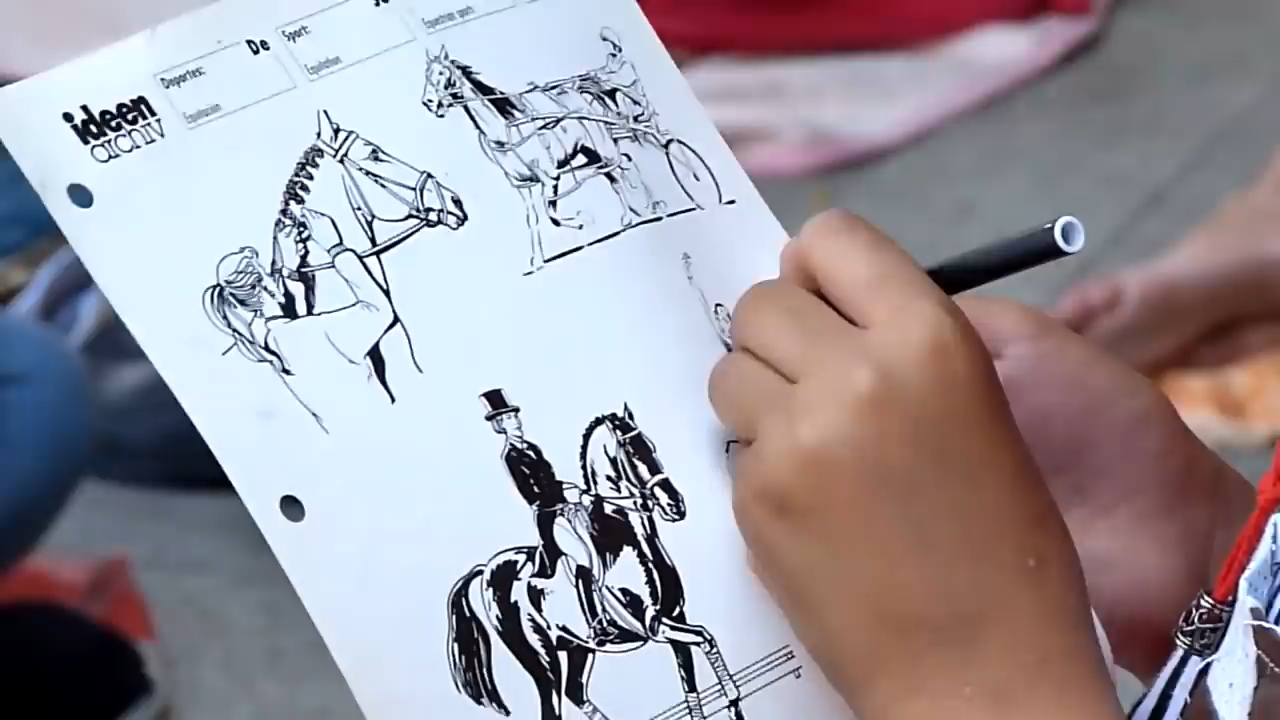 De
Deportes:
Equitación
Sport:
Equitation
Equestrian sport:
ideen
archiv